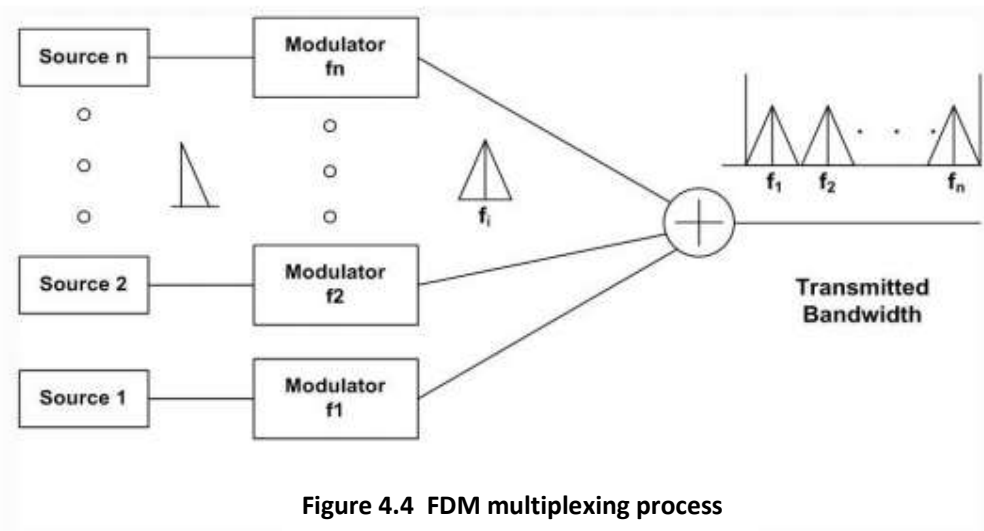 Source n
Modulator
fn
fi
f1 f2 . . . fn
Source 2
Modulator
f2
Transmitted
Bandwidth
Source 1
Modulator
f1
Figure 4.4 FDM multiplexing process